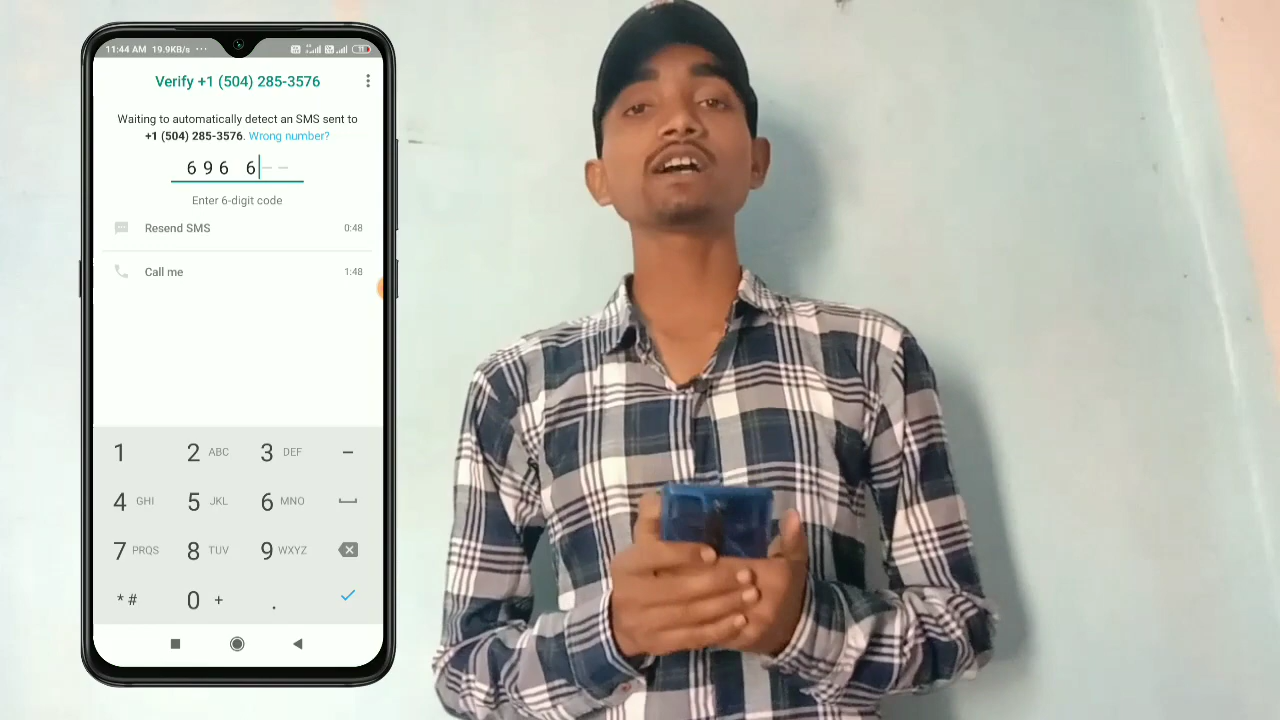 11:44 AM 19.9KB/s ...
Verify +1 (504) 285-3576
Waiting to automatically detect an SMS sent to
+1 (504) 285-3576. Wrong number?
696 6
Enter 6-digit code
Resend SMS 0:48
Call me 1:48
1 2 ABC 3 DEF –
4 GHI 5 JKL 6 MNO
7 PRQS 8 TUV 9 WXYZ
* # 0 + .